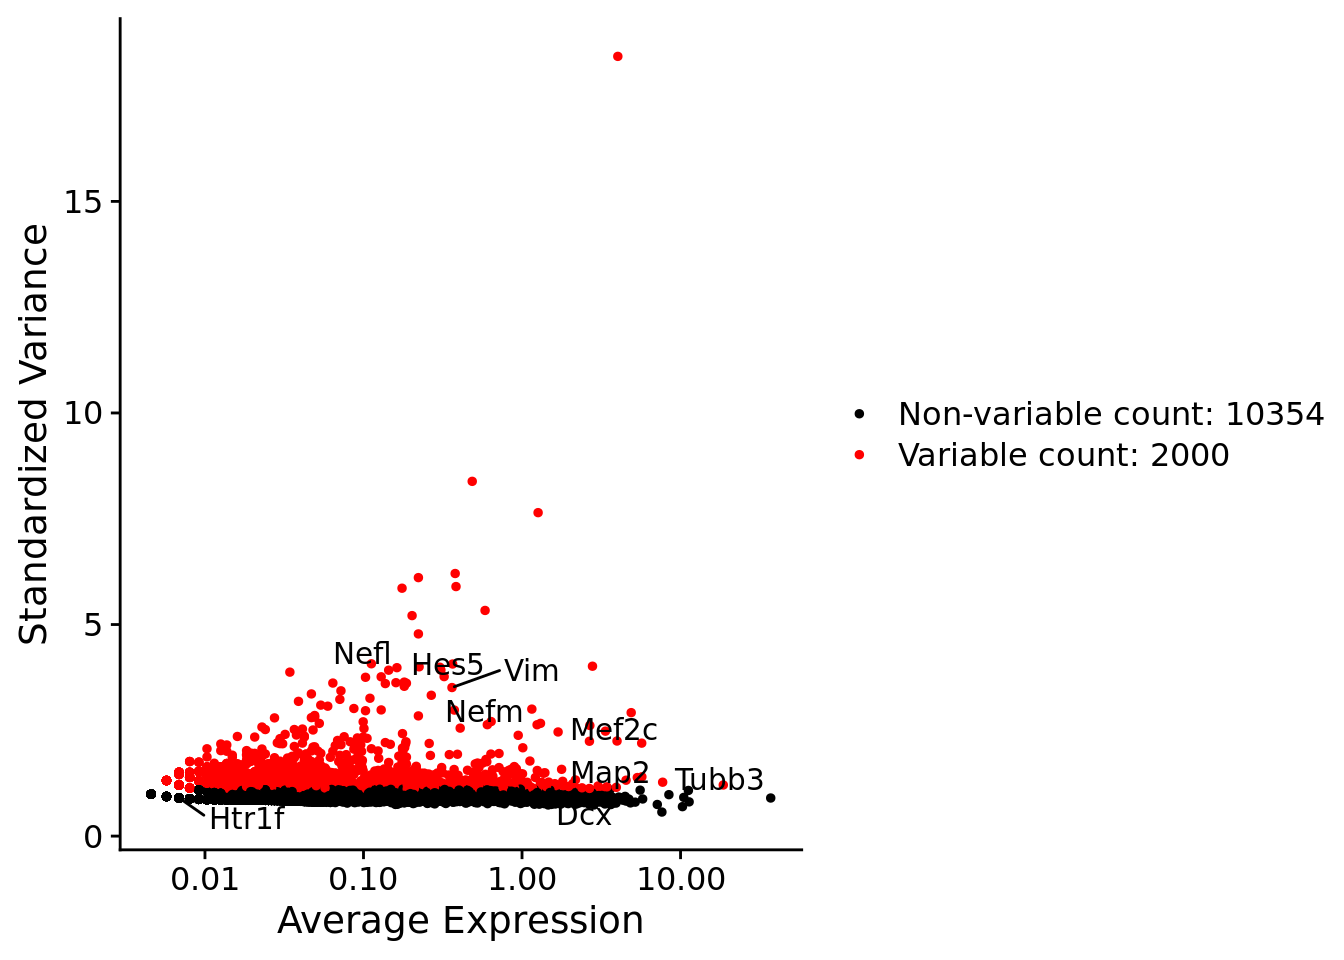 Standardized Variance
15
10
5
0
Nefl
Hes5
Vim
Nefm
Mef2c
Map2
Tubb3
Dcx
Htr1f
0.01
0.10
1.00
10.00
Average Expression
Non-variable count: 10354
Variable count: 2000